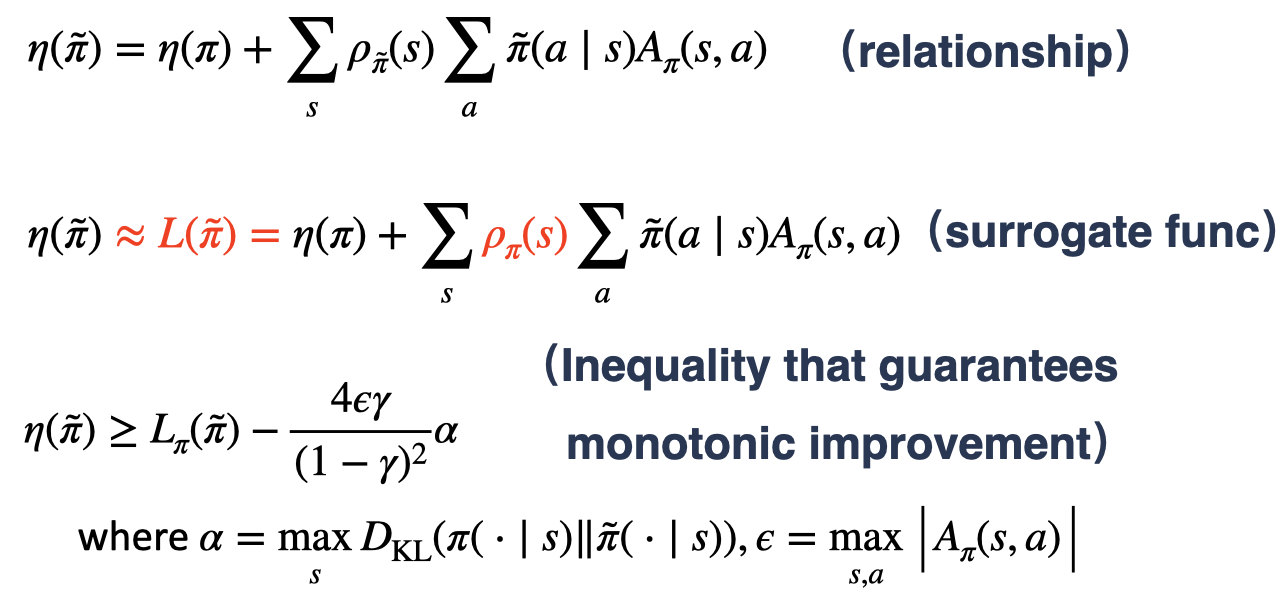 η(π̃) = η(π) + ∑_s ρ_π̃(s) ∑_a π̃(a | s)A_π(s, a) (relationship)
η(π̃) ≈ L(π̃) = η(π) + ∑_s ρ_π(s) ∑_a π̃(a | s)A_π(s, a) (surrogate func)
(Inequality that guarantees
monotonic improvement)
η(π̃) ≥ L_π(π̃) − 4ϵγ/(1 − γ)² α
where α = max_s D_KL(π( · | s)‖π̃( · | s)), ϵ = max_{s,a} |A_π(s, a)|